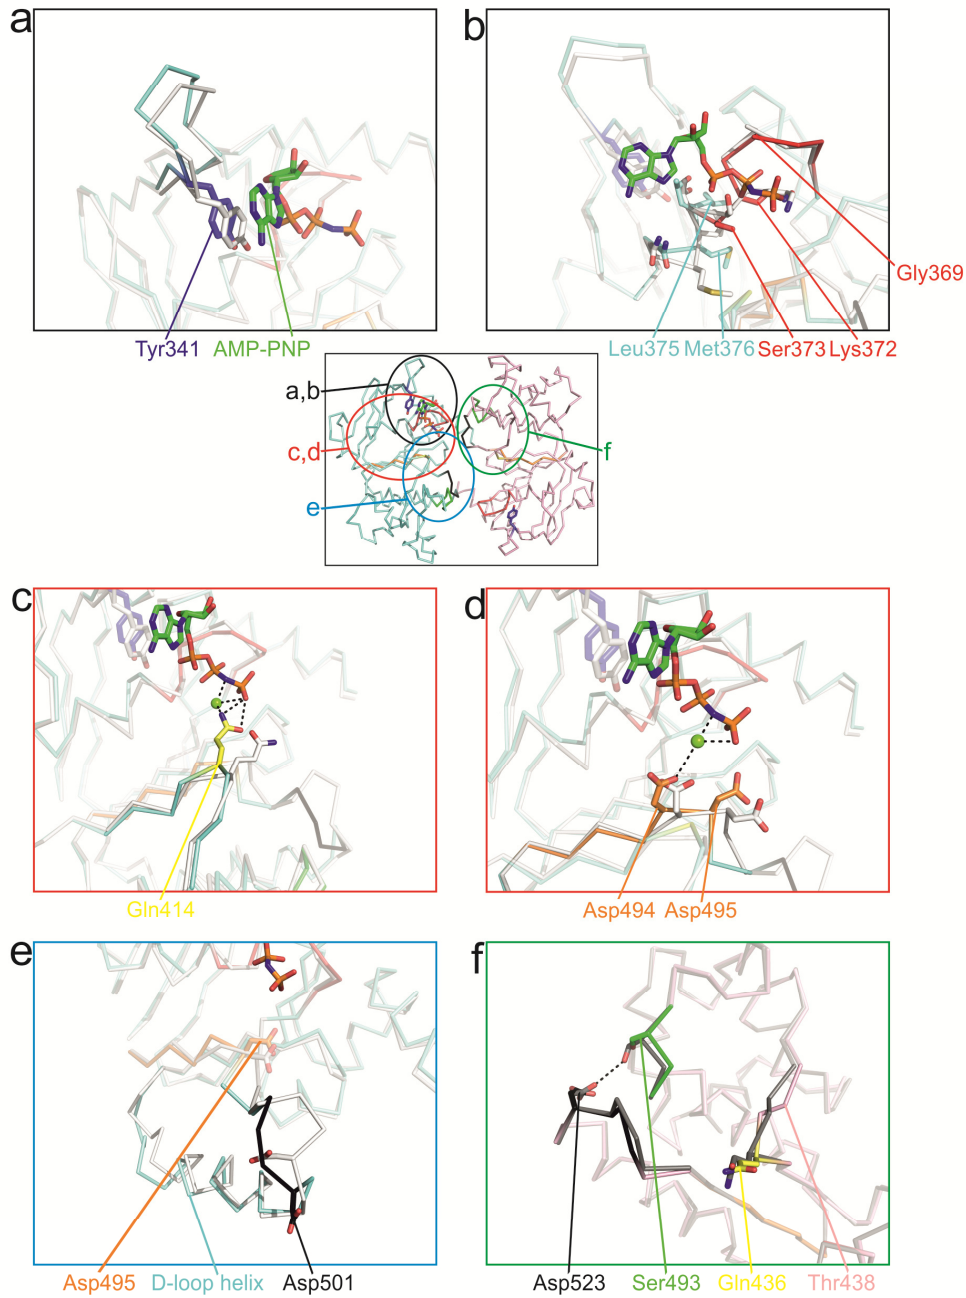 a
b
Tyr341 AMP-PNP
Gly369
Leu375 Met376 Ser373 Lys372
a,b
c,d
e
f
c
d
Gln414
Asp494 Asp495
e
f
Asp495 D-loop helix Asp501
Asp523 Ser493 Gln436 Thr438